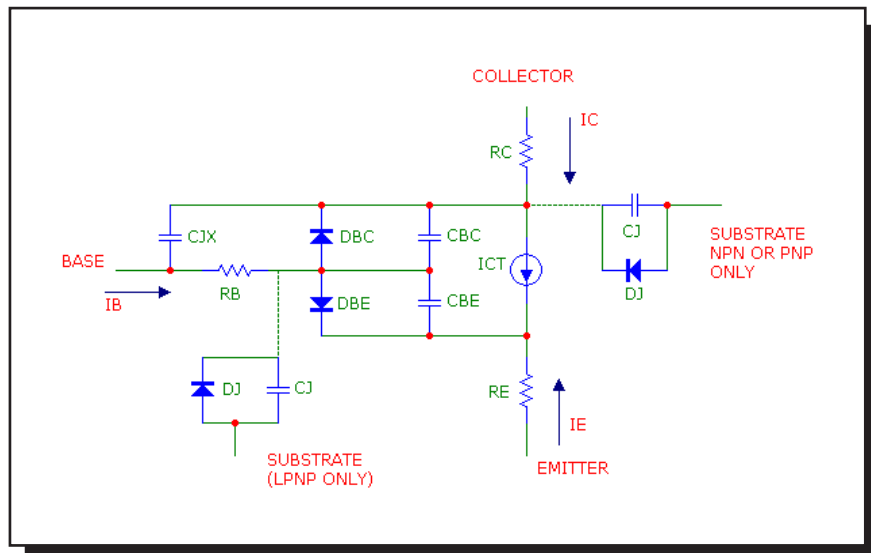 COLLECTOR
IC
RC
CJX
DBC
CBC
CJ
SUBSTRATE
NPN OR PNP
ONLY
BASE
ICT
RB
DJ
IB
DBE
CBE
DJ
CJ
RE
IE
SUBSTRATE
(LPNP ONLY)
EMITTER